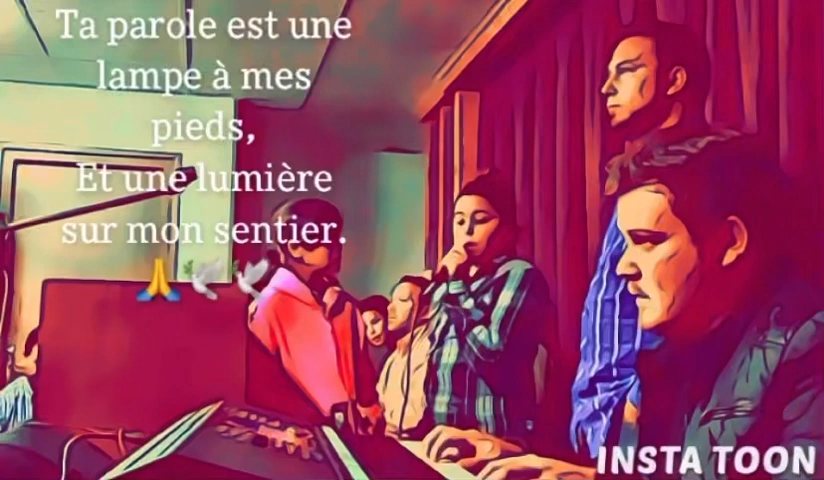 Ta parole est une
lampe à mes
pieds,
Et une lumière
sur mon sentier.
🙏🕊🕊
INSTA TOON